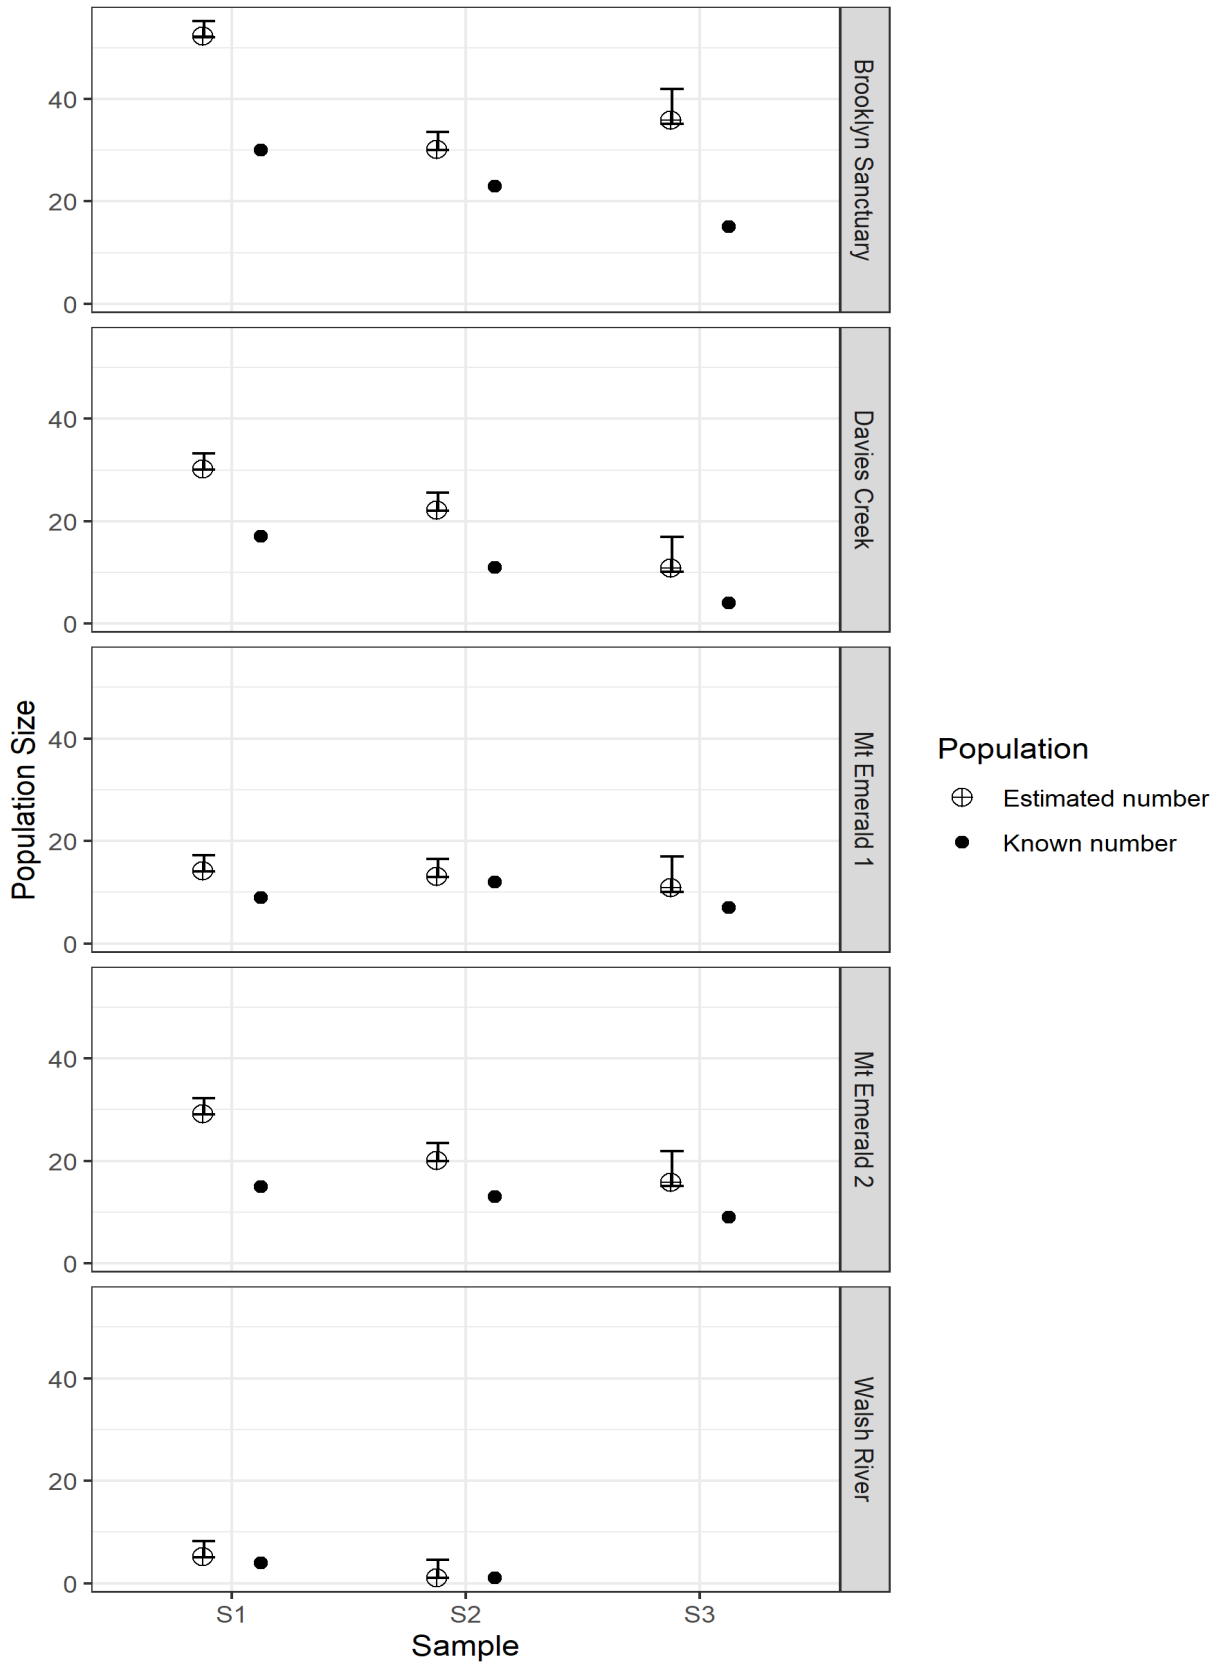 Population Size
40
20
0
Brooklyn Sanctuary
40
20
0
Davies Creek
40
20
0
Mt Emerald 1
40
20
0
Mt Emerald 2
40
20
0
Walsh River
S1 S2 S3
Sample
Population
Estimated number
Known number